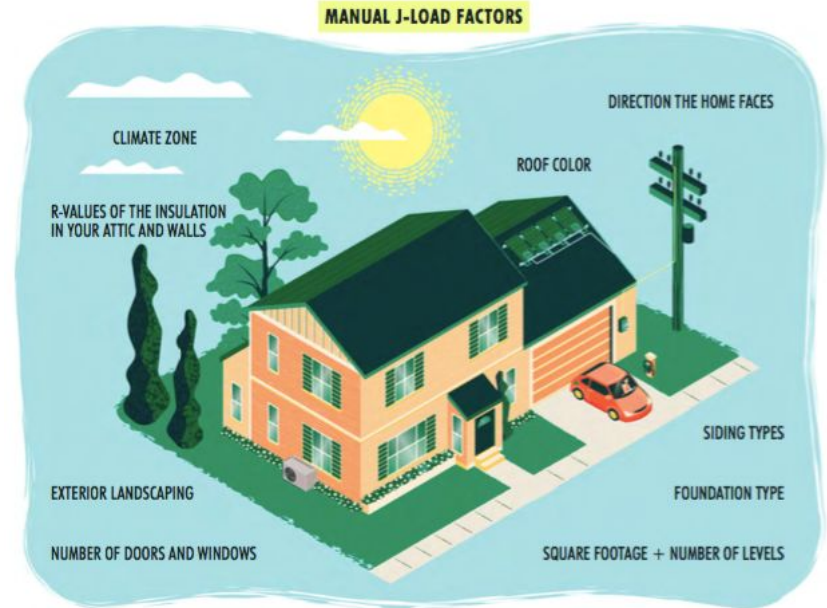 MANUAL J-LOAD FACTORS
DIRECTION THE HOME FACES
CLIMATE ZONE
ROOF COLOR
R-VALUES OF THE INSULATION
IN YOUR ATTIC AND WALLS
SIDING TYPES
EXTERIOR LANDSCAPING
FOUNDATION TYPE
NUMBER OF DOORS AND WINDOWS
SQUARE FOOTAGE + NUMBER OF LEVELS